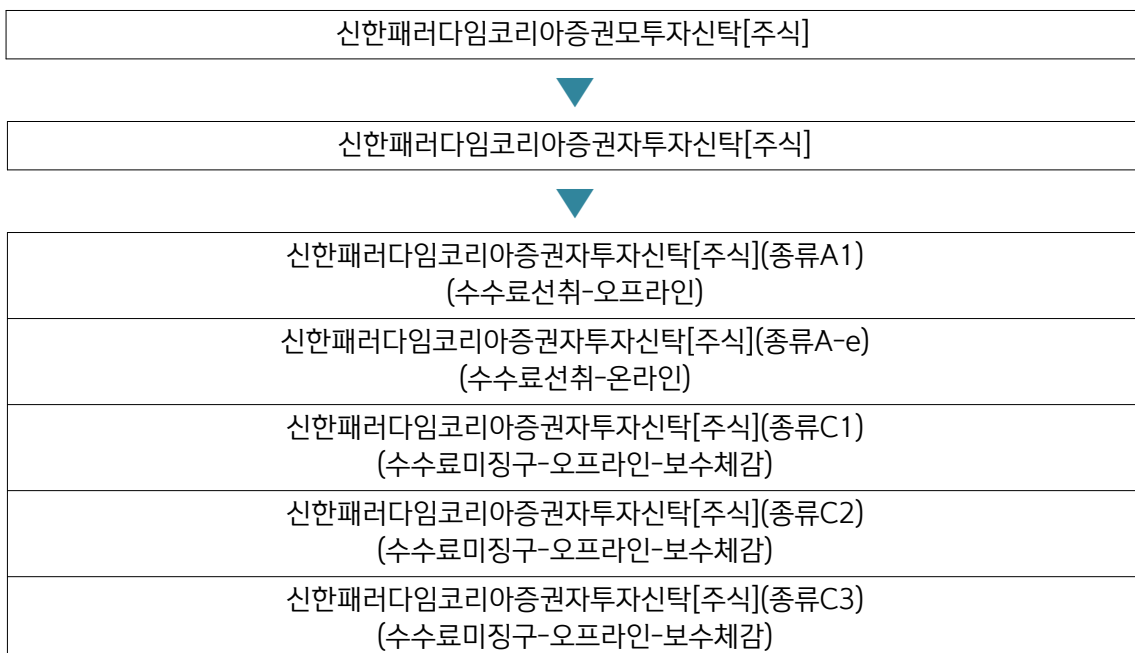 신한패러다임코리아증권모투자신탁[주식]
신한패러다임코리아증권자투자신탁[주식]
신한패러다임코리아증권자투자신탁[주식](종류A1)
(수수료선취-오프라인)
신한패러다임코리아증권자투자신탁[주식](종류A-e)
(수수료선취-온라인)
신한패러다임코리아증권자투자신탁[주식](종류C1)
(수수료미징구-오프라인-보수체감)
신한패러다임코리아증권자투자신탁[주식](종류C2)
(수수료미징구-오프라인-보수체감)
신한패러다임코리아증권자투자신탁[주식](종류C3)
(수수료미징구-오프라인-보수체감)